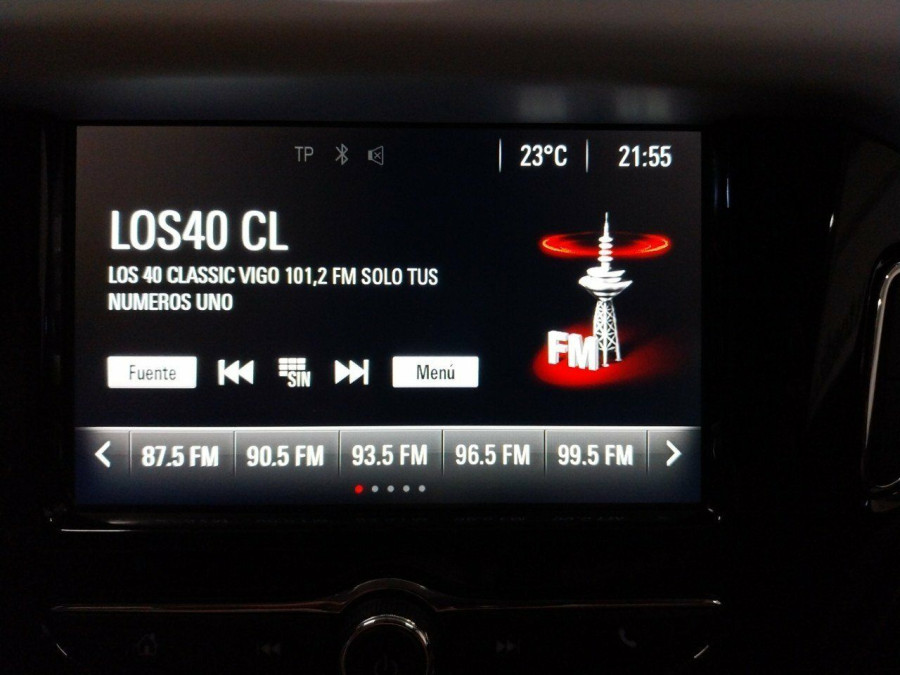 TP
23°C
21:55
LOS40 CL
LOS 40 CLASSIC VIGO 101,2 FM SOLO TUS
NUMEROS UNO
FM
Fuente
SIN
Menú
87.5 FM
90.5 FM
93.5 FM
96.5 FM
99.5 FM